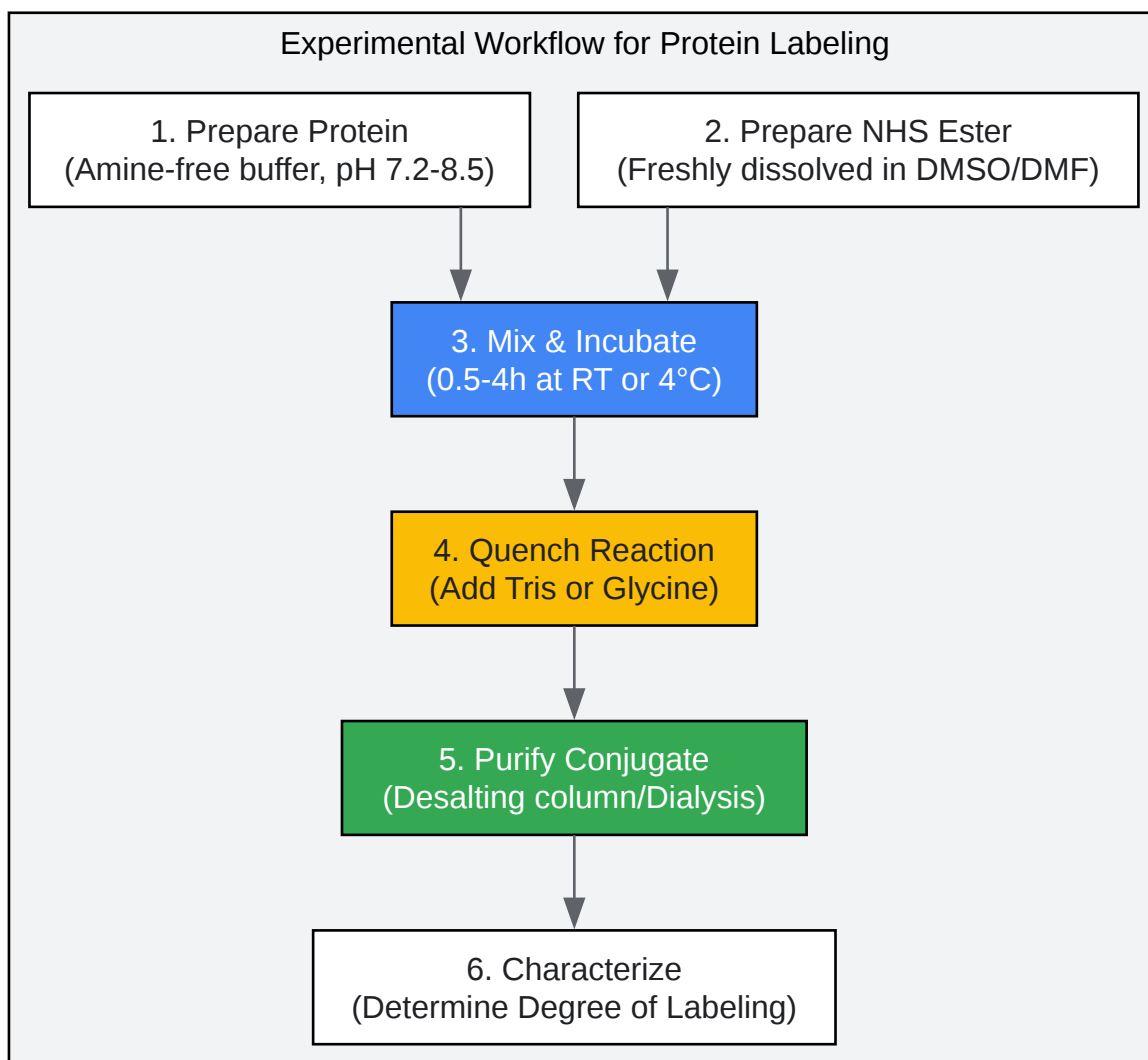 Experimental Workflow for Protein Labeling
1. Prepare Protein
(Amine-free buffer, pH 7.2-8.5)
2. Prepare NHS Ester
(Freshly dissolved in DMSO/DMF)
3. Mix & Incubate
(0.5-4h at RT or 4°C)
4. Quench Reaction
(Add Tris or Glycine)
5. Purify Conjugate
(Desalting column/Dialysis)
6. Characterize
(Determine Degree of Labeling)